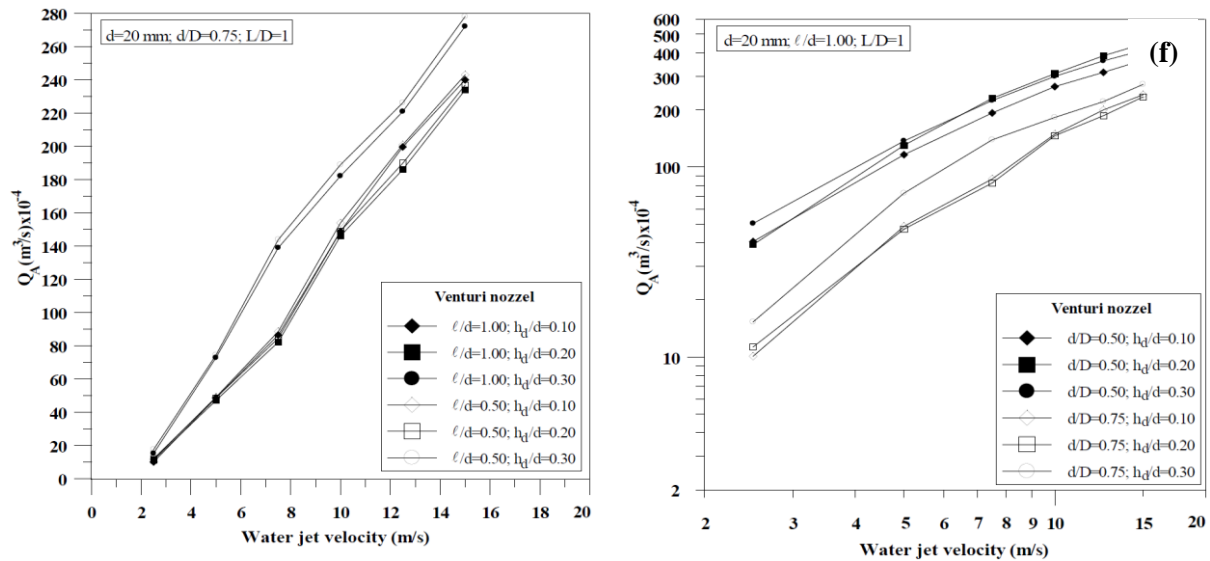 d=20 mm; d/D=0.75; L/D=1
280
260
240
220
200
180
160
140
120
100
80
60
40
20
0
Q_A(m³/s)x10⁻⁴
0 2 4 6 8 10 12 14 16 18 20
Water jet velocity (m/s)
Venturi nozzel
ℓ/d=1.00; h_d/d=0.10
ℓ/d=1.00; h_d/d=0.20
ℓ/d=1.00; h_d/d=0.30
ℓ/d=0.50; h_d/d=0.10
ℓ/d=0.50; h_d/d=0.20
ℓ/d=0.50; h_d/d=0.30
d=20 mm; ℓ/d=1.00; L/D=1
(f)
600
500
400
300
200
100
10
2
Q_A(m³/s)x10⁻⁴
2 3 4 5 6 7 8 9 10 15 20
Water jet velocity (m/s)
Venturi nozzel
d/D=0.50; h_d/d=0.10
d/D=0.50; h_d/d=0.20
d/D=0.50; h_d/d=0.30
d/D=0.75; h_d/d=0.10
d/D=0.75; h_d/d=0.20
d/D=0.75; h_d/d=0.30